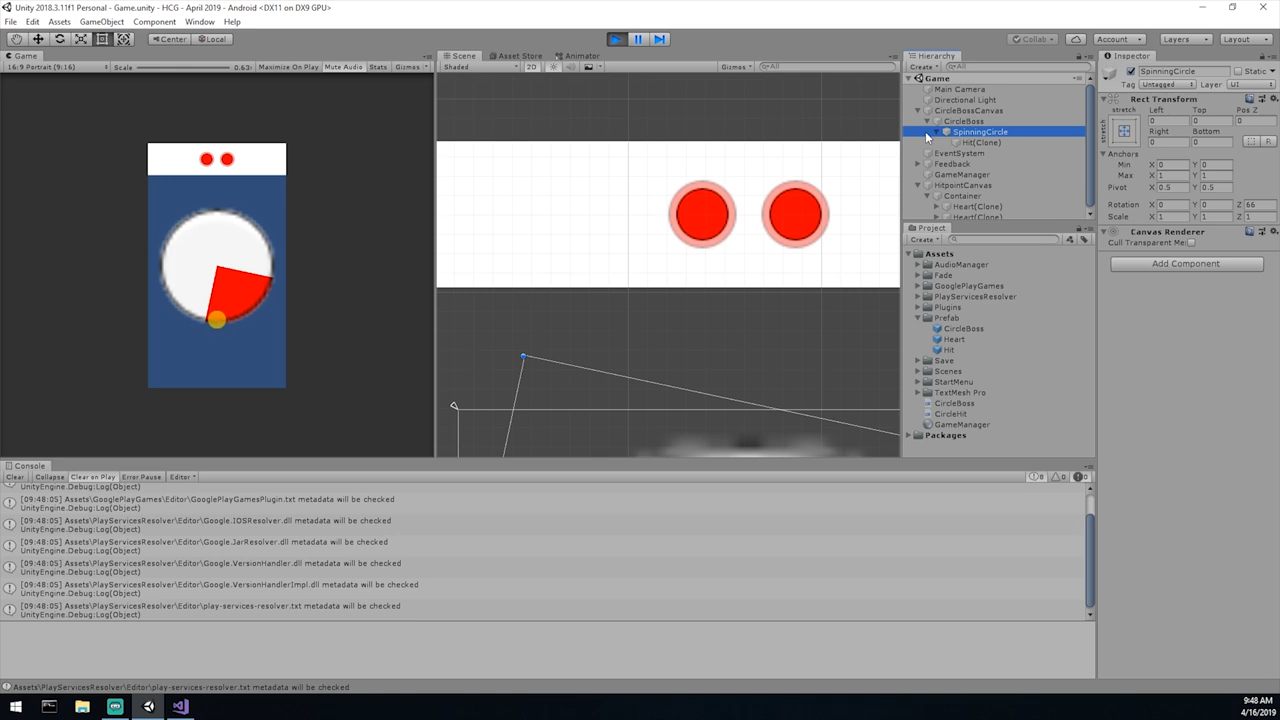 Unity 2018.3.11f1 Personal - Game.unity - HCG - April 2019 - Android <DX11 on DX9 GPU>
File Edit Assets GameObject Component Window Help
Center Local Collab Account Layers Layout
Game
16:9 Portrait (9:16) Scale 0.63 Maximize On Play Mute Audio Stats Gizmos
Scene Asset Store Animator
Shaded 2D Gizmos All
Hierarchy
Create All
Game
Main Camera
Directional Light
CircleBossCanvas
CircleBoss
SpinningCircle
Hit(Clone)
EventSystem
Feedback
GameManager
HitpointCanvas
Container
Heart(Clone)
Heart(Clone)
Project
Create
Assets
AudioManager
Fade
GooglePlayGames
PlayServicesResolver
Plugins
Prefab
CircleBoss
Heart
Hit
Save
Scenes
StartMenu
TextMesh Pro
CircleBoss
CircleHit
GameManager
Packages
Inspector
SpinningCircle Static
Tag Untagged Layer UI
Rect Transform
stretch Left Top Pos Z
stretch 0 0 0
Right Bottom
0 0 R
Anchors
Min X 0 Y 0
Max X 1 Y 1
Pivot X 0.5 Y 0.5
Rotation X 0 Y 0 Z 66
Scale X 1 Y 1 Z 1
Canvas Renderer
Cull Transparent Me
Add Component
Console
Clear Collapse Clear on Play Error Pause Editor 8 0 0
UnityEngine.Debug:Log(Object)
[09:48:05] Assets\GooglePlayGames\Editor\GooglePlayGamesPlugin.txt metadata will be checked
UnityEngine.Debug:Log(Object)
[09:48:05] Assets\PlayServicesResolver\Editor\Google.IOSResolver.dll metadata will be checked
UnityEngine.Debug:Log(Object)
[09:48:05] Assets\PlayServicesResolver\Editor\Google.JarResolver.dll metadata will be checked
UnityEngine.Debug:Log(Object)
[09:48:05] Assets\PlayServicesResolver\Editor\Google.VersionHandler.dll metadata will be checked
UnityEngine.Debug:Log(Object)
[09:48:05] Assets\PlayServicesResolver\Editor\Google.VersionHandlerImpl.dll metadata will be checked
UnityEngine.Debug:Log(Object)
[09:48:05] Assets\PlayServicesResolver\Editor\play-services-resolver.txt metadata will be checked
UnityEngine.Debug:Log(Object)
Assets\PlayServicesResolver\Editor\play-services-resolver.txt metadata will be checked
9:48 AM
4/16/2019